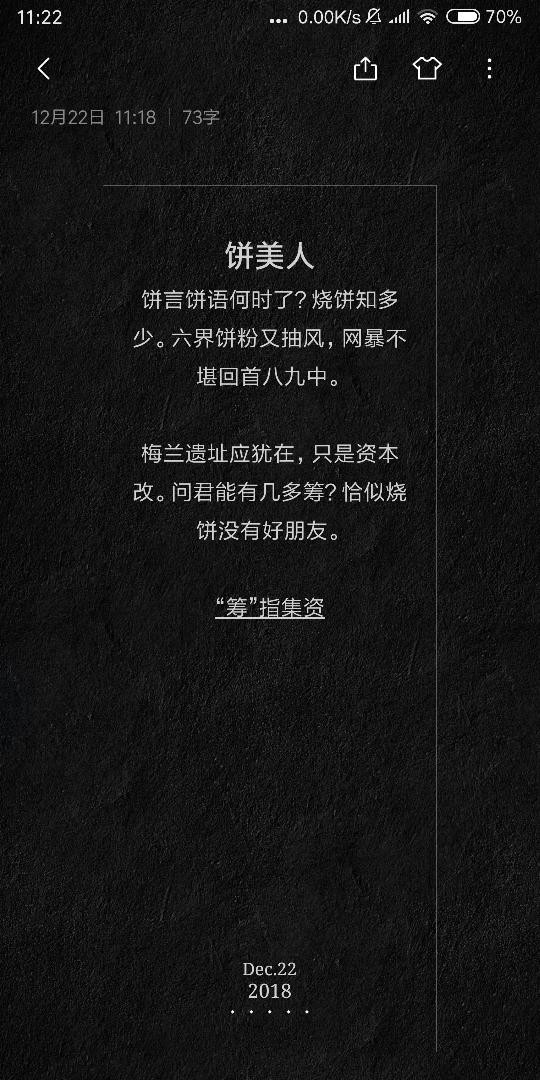 11:22
... 0.00K/s 70%
12月22日 11:18 | 73字
饼美人
饼言饼语何时了？烧饼知多
少。六界饼粉又抽风，网暴不
堪回首八九中。
梅兰遗址应犹在，只是资本
改。问君能有几多筹？恰似烧
饼没有好朋友。
“筹”指集资
Dec.22
2018